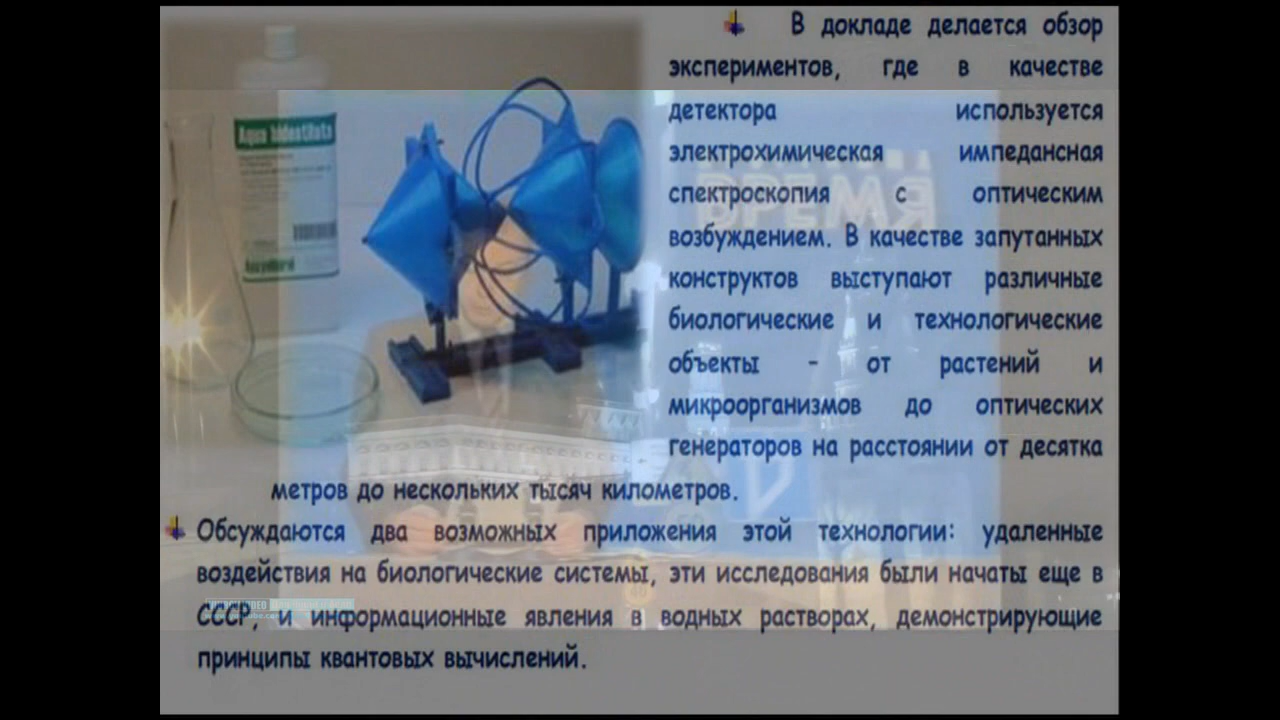 В докладе делается обзор
экспериментов, где в качестве
детектора используется
электрохимическая импедансная
спектроскопия с оптическим
возбуждением. В качестве запутанных
конструктов выступают различные
биологические и технологические
объекты - от растений и
микроорганизмов до оптических
генераторов на расстоянии от десятка
метров до нескольких тысяч километров.
Обсуждаются два возможных приложения этой технологии: удаленные
воздействия на биологические системы, эти исследования были начаты еще в
СССР, и информационные явления в водных растворах, демонстрирующие
принципы квантовых вычислений.
Aqua bidestillata
ВРЕМЯ